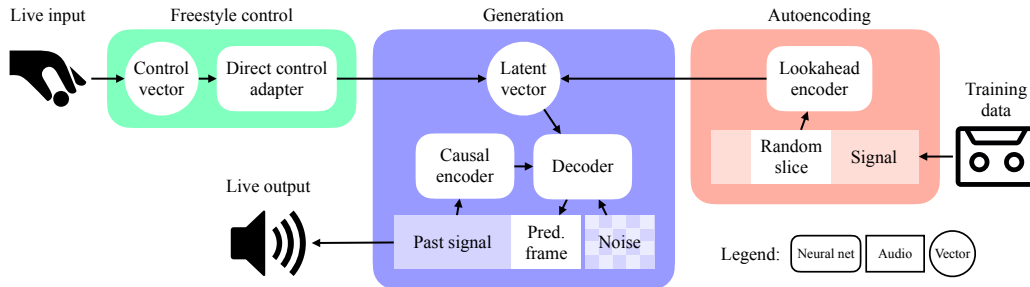 Live input
Freestyle control
Generation
Autoencoding
Control
vector
Direct control
adapter
Latent
vector
Lookahead
encoder
Training
data
Random
slice
Signal
Causal
encoder
Decoder
Live output
Past signal
Pred.
frame
Noise
Legend:
Neural net
Audio
Vector